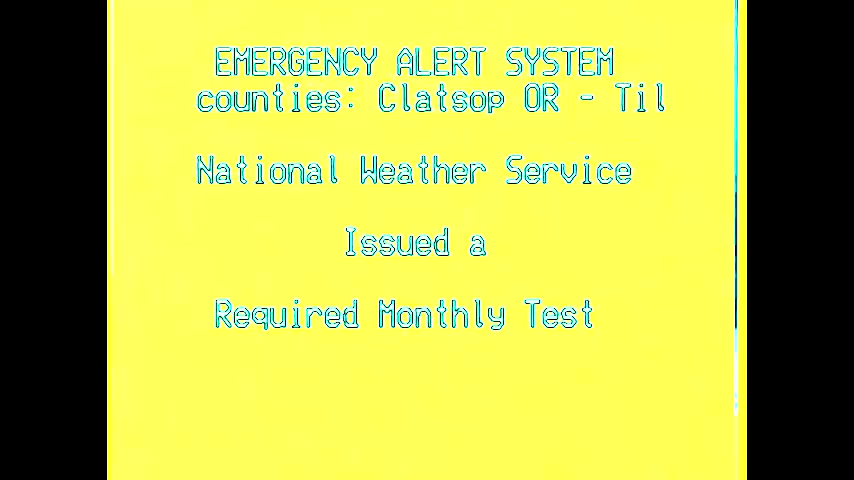 EMERGENCY ALERT SYSTEM
counties: Clatsop OR - Til
National Weather Service
Issued a
Required Monthly Test